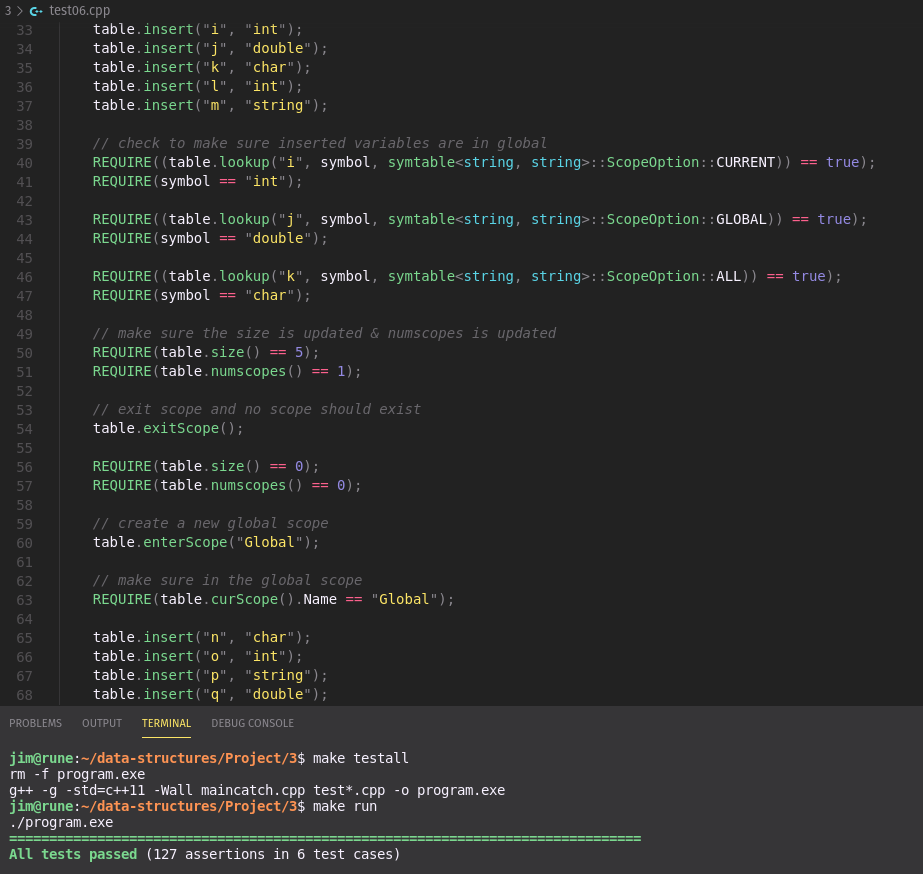 3 > test06.cpp
33 table.insert("i", "int");
34 table.insert("j", "double");
35 table.insert("k", "char");
36 table.insert("l", "int");
37 table.insert("m", "string");
38
39 // check to make sure inserted variables are in global
40 REQUIRE((table.lookup("i", symbol, symtable<string, string>::ScopeOption::CURRENT)) == true);
41 REQUIRE(symbol == "int");
42
43 REQUIRE((table.lookup("j", symbol, symtable<string, string>::ScopeOption::GLOBAL)) == true);
44 REQUIRE(symbol == "double");
45
46 REQUIRE((table.lookup("k", symbol, symtable<string, string>::ScopeOption::ALL)) == true);
47 REQUIRE(symbol == "char");
48
49 // make sure the size is updated & numscopes is updated
50 REQUIRE(table.size() == 5);
51 REQUIRE(table.numscopes() == 1);
52
53 // exit scope and no scope should exist
54 table.exitScope();
55
56 REQUIRE(table.size() == 0);
57 REQUIRE(table.numscopes() == 0);
58
59 // create a new global scope
60 table.enterScope("Global");
61
62 // make sure in the global scope
63 REQUIRE(table.curScope().Name == "Global");
64
65 table.insert("n", "char");
66 table.insert("o", "int");
67 table.insert("p", "string");
68 table.insert("q", "double");
PROBLEMS OUTPUT TERMINAL DEBUG CONSOLE
jim@rune:~/data-structures/Project/3$ make testall
rm -f program.exe
g++ -g -std=c++11 -Wall maincatch.cpp test*.cpp -o program.exe
jim@rune:~/data-structures/Project/3$ make run
./program.exe
===============================================================================
All tests passed (127 assertions in 6 test cases)